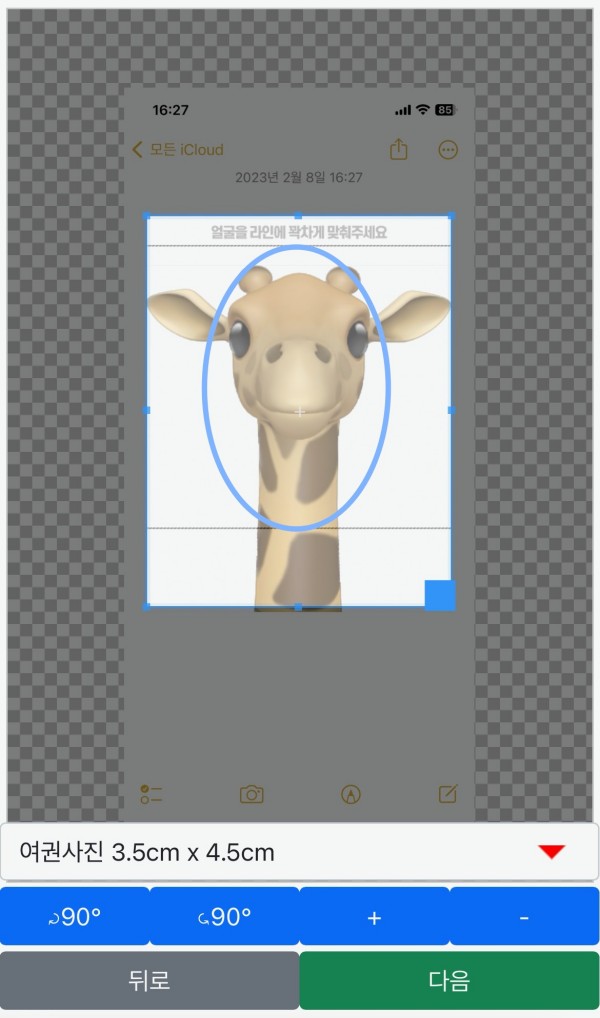 16:27
85
모든 iCloud
2023년 2월 8일 16:27
얼굴을 라인에 꽉차게 맞춰주세요
여권사진 3.5cm x 4.5cm
90° 90° + -
뒤로 다음